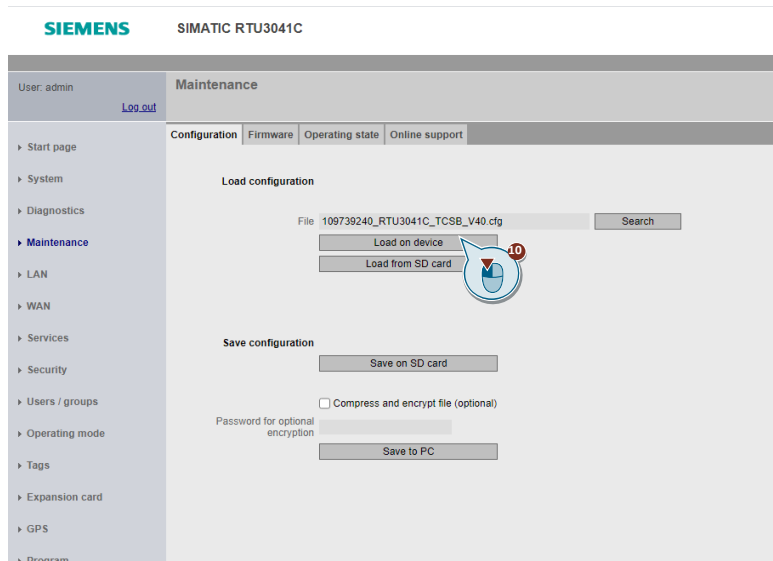 SIEMENS
SIMATIC RTU3041C
User: admin
Log out
Maintenance
Start page
System
Diagnostics
Maintenance
LAN
WAN
Services
Security
Users / groups
Operating mode
Tags
Expansion card
GPS
Program
Configuration Firmware Operating state Online support
Load configuration
File 109739240_RTU3041C_TCSB_V40.cfg Search
Load on device
10
Load from SD card
Save configuration
Save on SD card
Compress and encrypt file (optional)
Password for optional
encryption
Save to PC